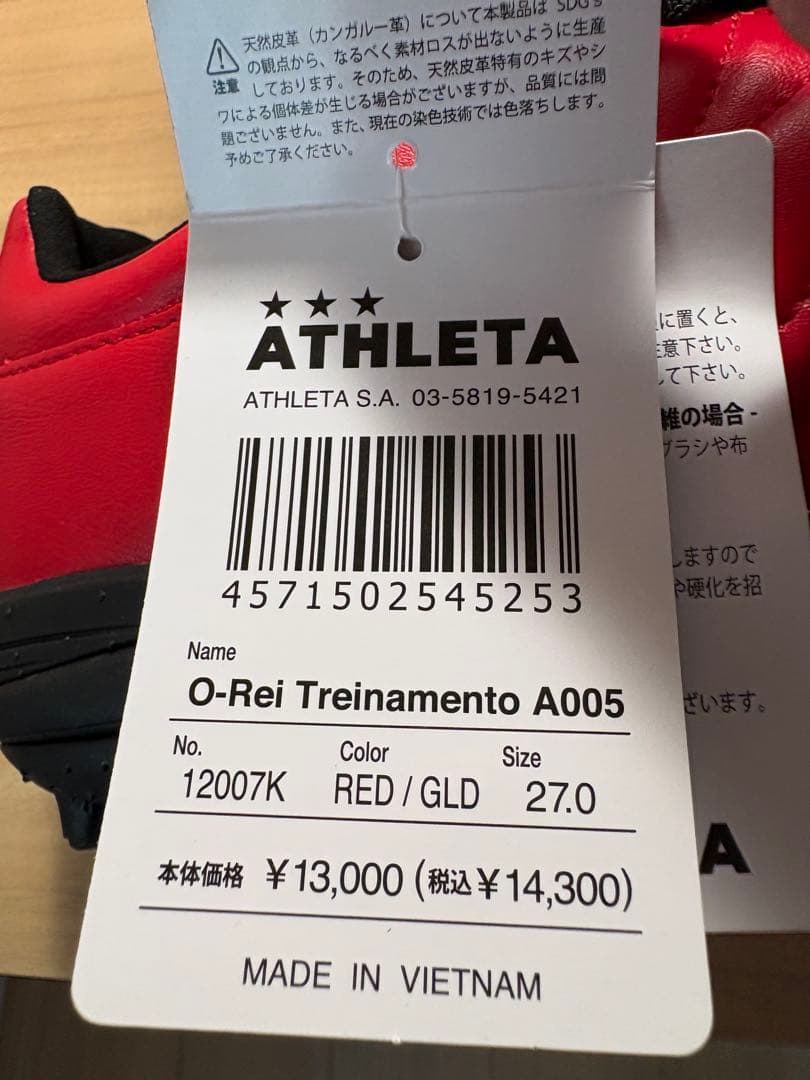 天然皮革（カンガルー革）について本製品は SDG's
の観点から、なるべく素材ロスが出ないように生産
注意
しております。そのため、天然皮革特有のキズやシ
ワによる個体差が生じる場合がございますが、品質には問
題ございません。また、現在の染色技術では色落ちします。
予めご了承ください。
★★★
ATHLETA
ATHLETA S.A. 03-5819-5421
4571502545253
Name
O-Rei Treinamento A005
No. Color Size
12007K RED / GLD 27.0
本体価格 ¥13,000 (税込¥14,300)
MADE IN VIETNAM
に置くと、
意下さい。
して下さい。
維の場合 -
ブラシや布
しますので
や硬化を招
ざいます。
A